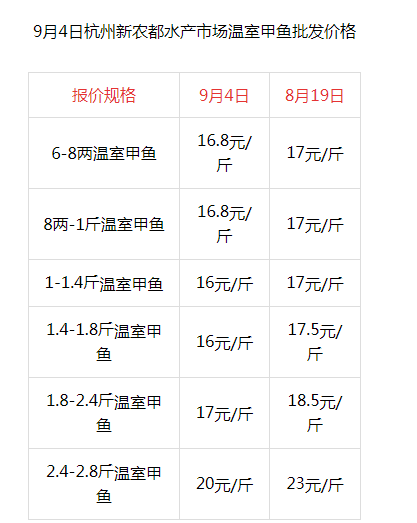 9月4日杭州新农都水产市场温室甲鱼批发价格
报价规格 9月4日 8月19日
6-8两温室甲鱼 16.8元/斤 17元/斤
8两-1斤温室甲鱼 16.8元/斤 17元/斤
1-1.4斤温室甲鱼 16元/斤 17元/斤
1.4-1.8斤温室甲鱼 16元/斤 17.5元/斤
1.8-2.4斤温室甲鱼 17元/斤 18.5元/斤
2.4-2.8斤温室甲鱼 20元/斤 23元/斤